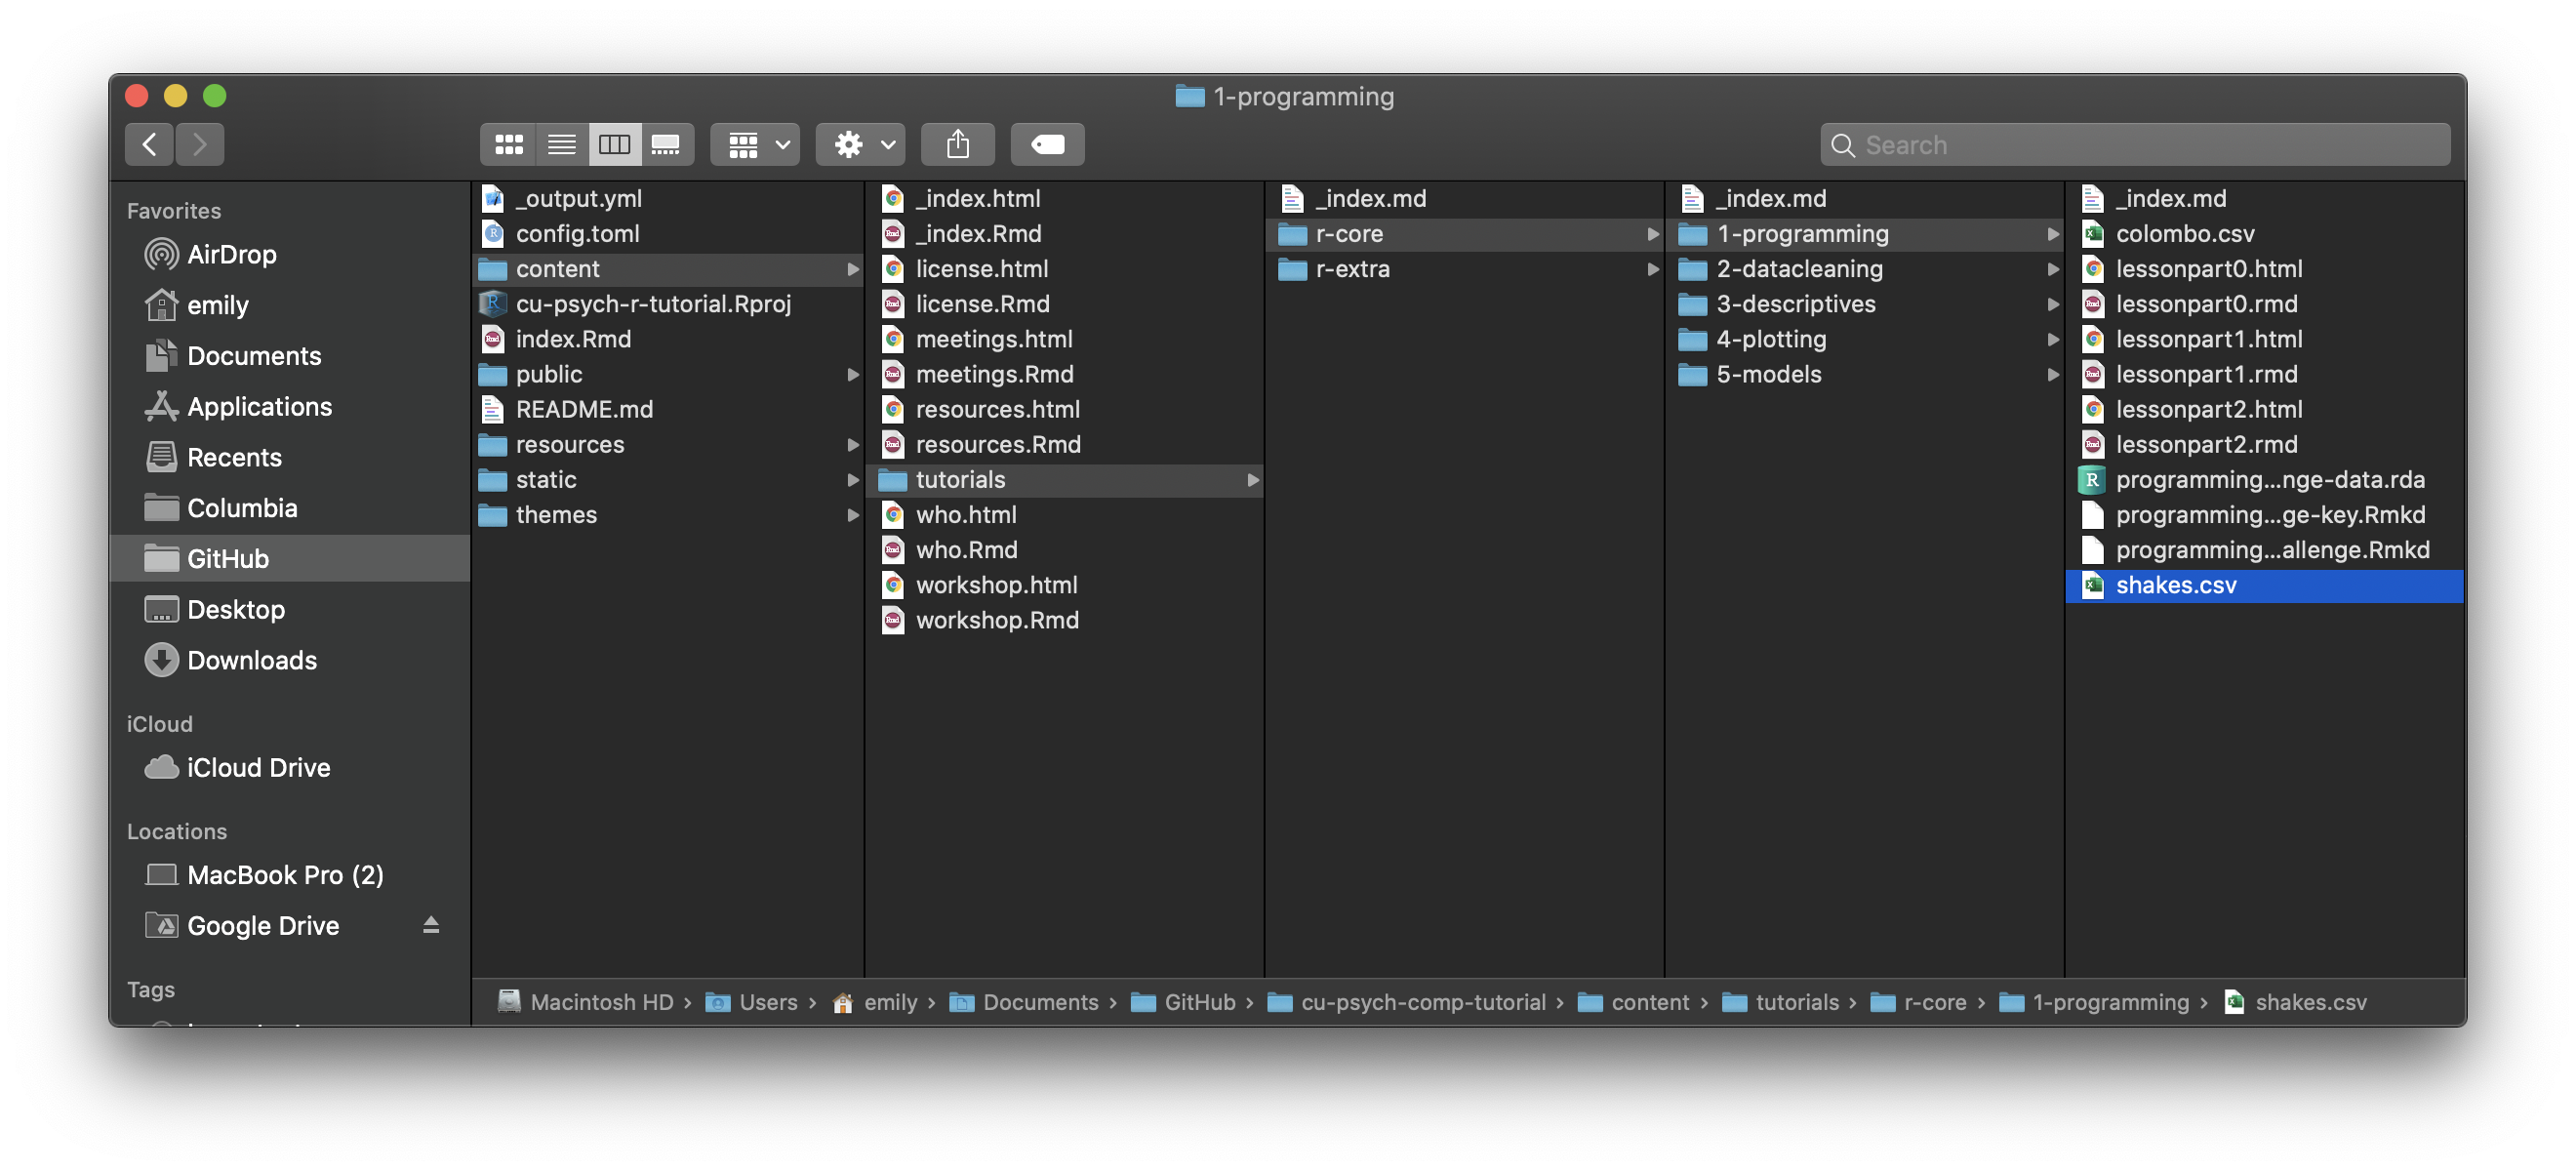 1-programming
Search
Favorites
AirDrop
emily
Documents
Applications
Recents
Columbia
GitHub
Desktop
Downloads
iCloud
iCloud Drive
Locations
MacBook Pro (2)
Google Drive
Tags
_output.yml
config.toml
content
cu-psych-r-tutorial.Rproj
index.Rmd
public
README.md
resources
static
themes
_index.html
_index.Rmd
license.html
license.Rmd
meetings.html
meetings.Rmd
resources.html
resources.Rmd
tutorials
who.html
who.Rmd
workshop.html
workshop.Rmd
_index.md
r-core
r-extra
_index.md
1-programming
2-datacleaning
3-descriptives
4-plotting
5-models
_index.md
colombo.csv
lessonpart0.html
lessonpart0.rmd
lessonpart1.html
lessonpart1.rmd
lessonpart2.html
lessonpart2.rmd
programming...nge-data.rda
programming...ge-key.Rmkd
programming...allenge.Rmkd
shakes.csv
Macintosh HD › Users › emily › Documents › GitHub › cu-psych-comp-tutorial › content › tutorials › r-core › 1-programming › shakes.csv